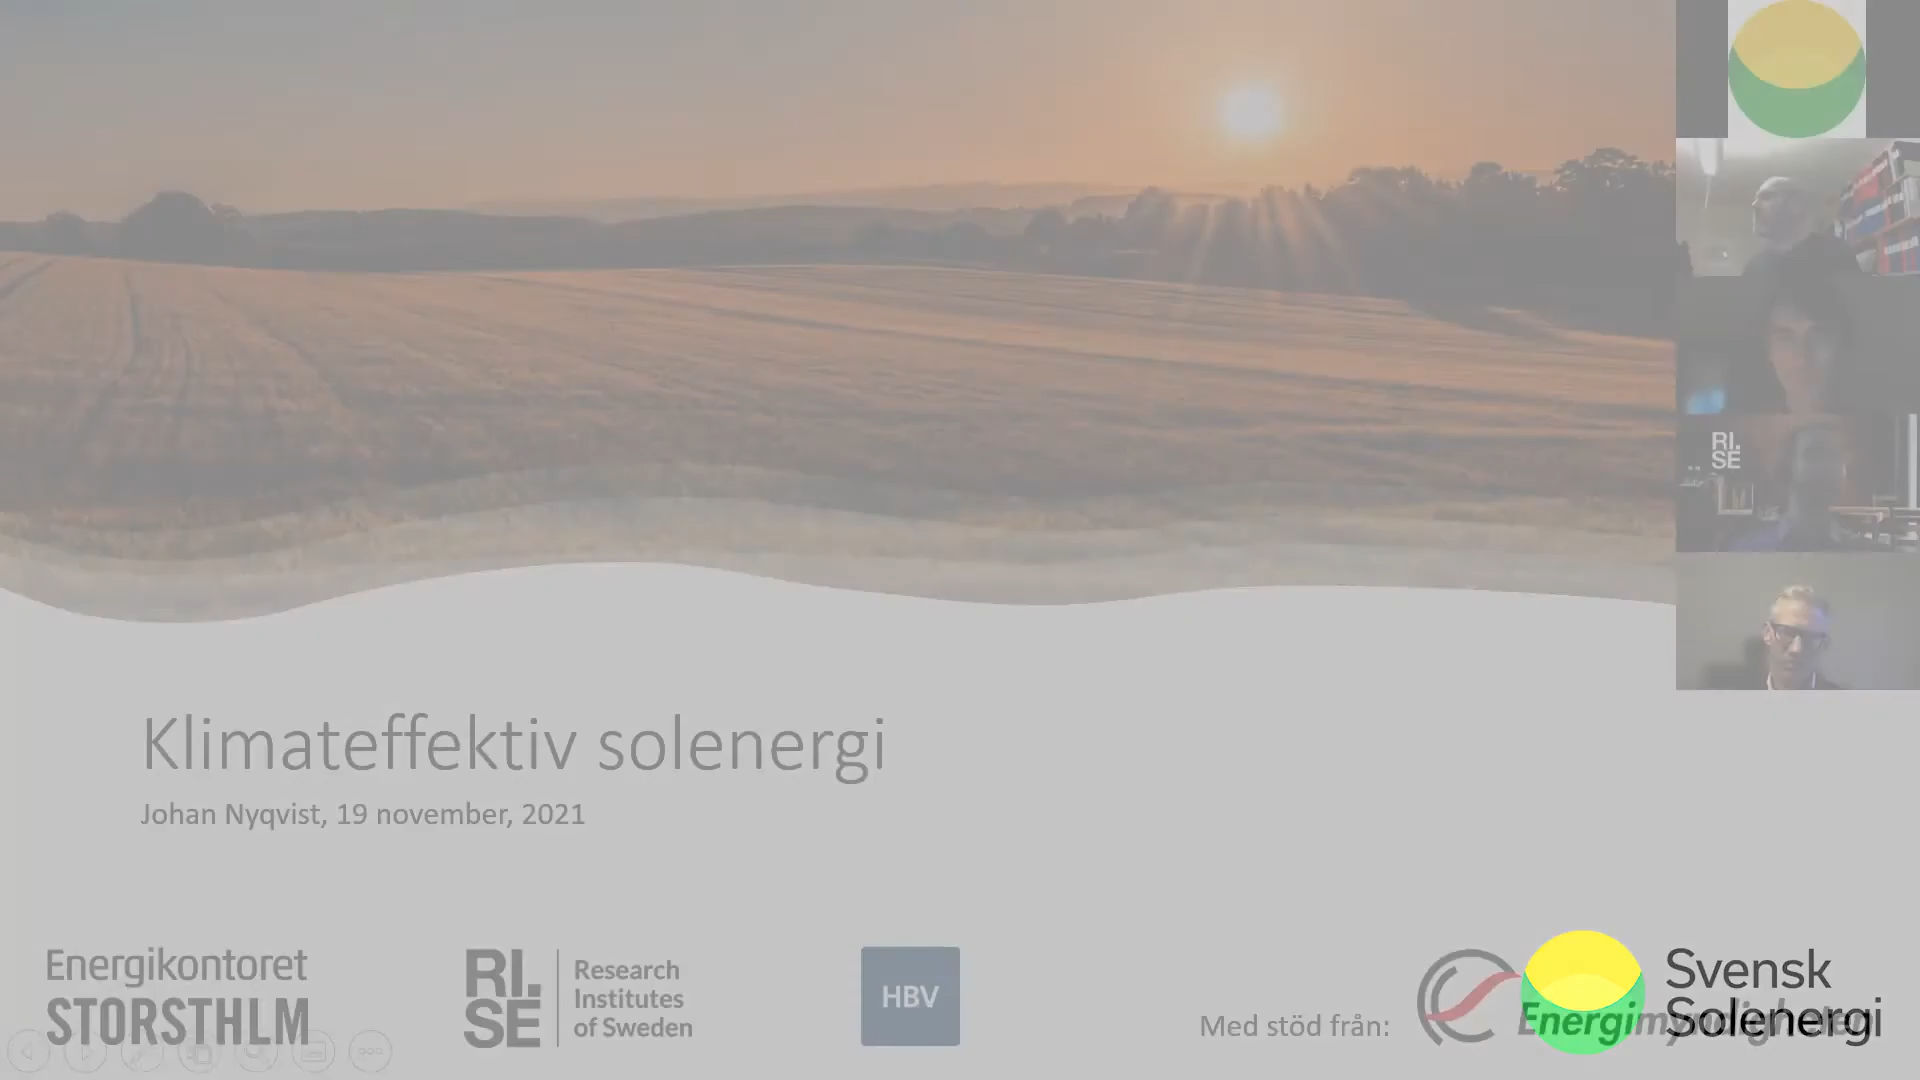 RI.
SE
Klimateffektiv solenergi
Johan Nyqvist, 19 november, 2021
Energikontoret
STORSTHLM
RI.
SE
Research
Institutes
of Sweden
HBV
Med stöd från:
Energimyndigheten
Svensk
Solenergi